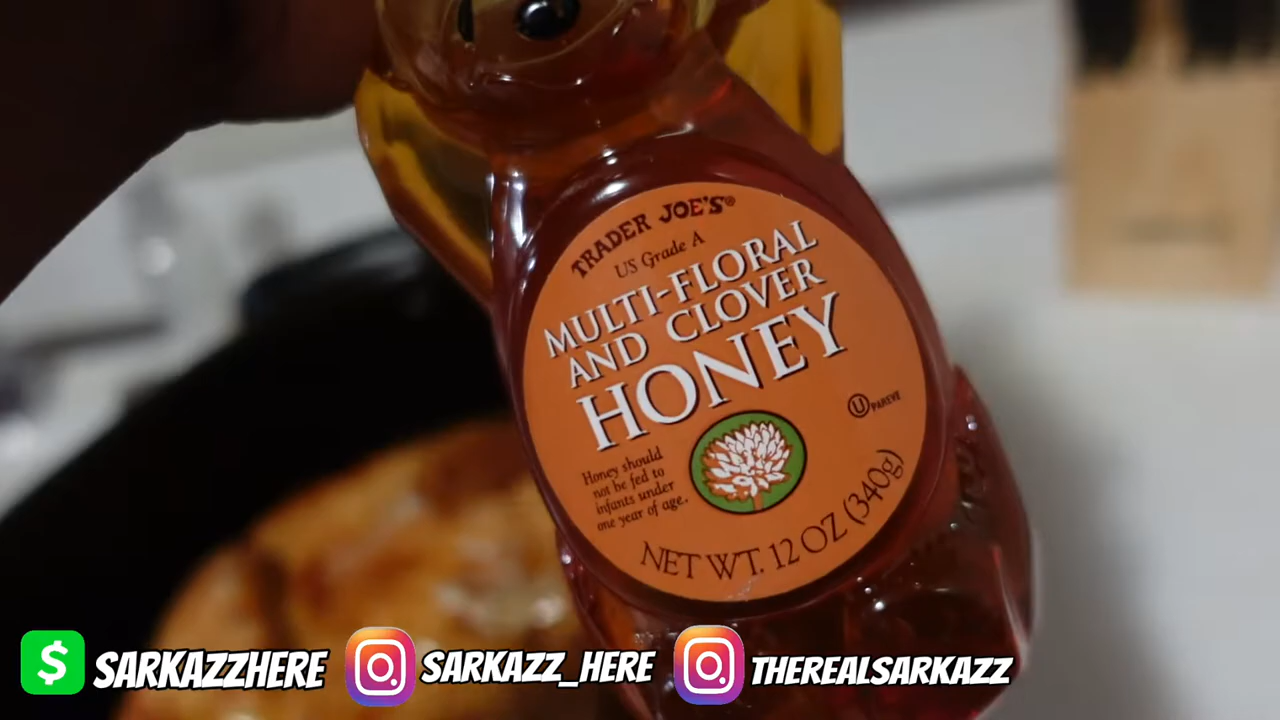 TRADER JOE'S®
US Grade A
MULTI-FLORAL
AND CLOVER
HONEY
U PAREVE
Honey should
not be fed to
infants under
one year of age.
NET WT. 12 OZ (340g)
$ SARKAZZHERE
SARKAZZ_HERE
THEREALSARKAZZ